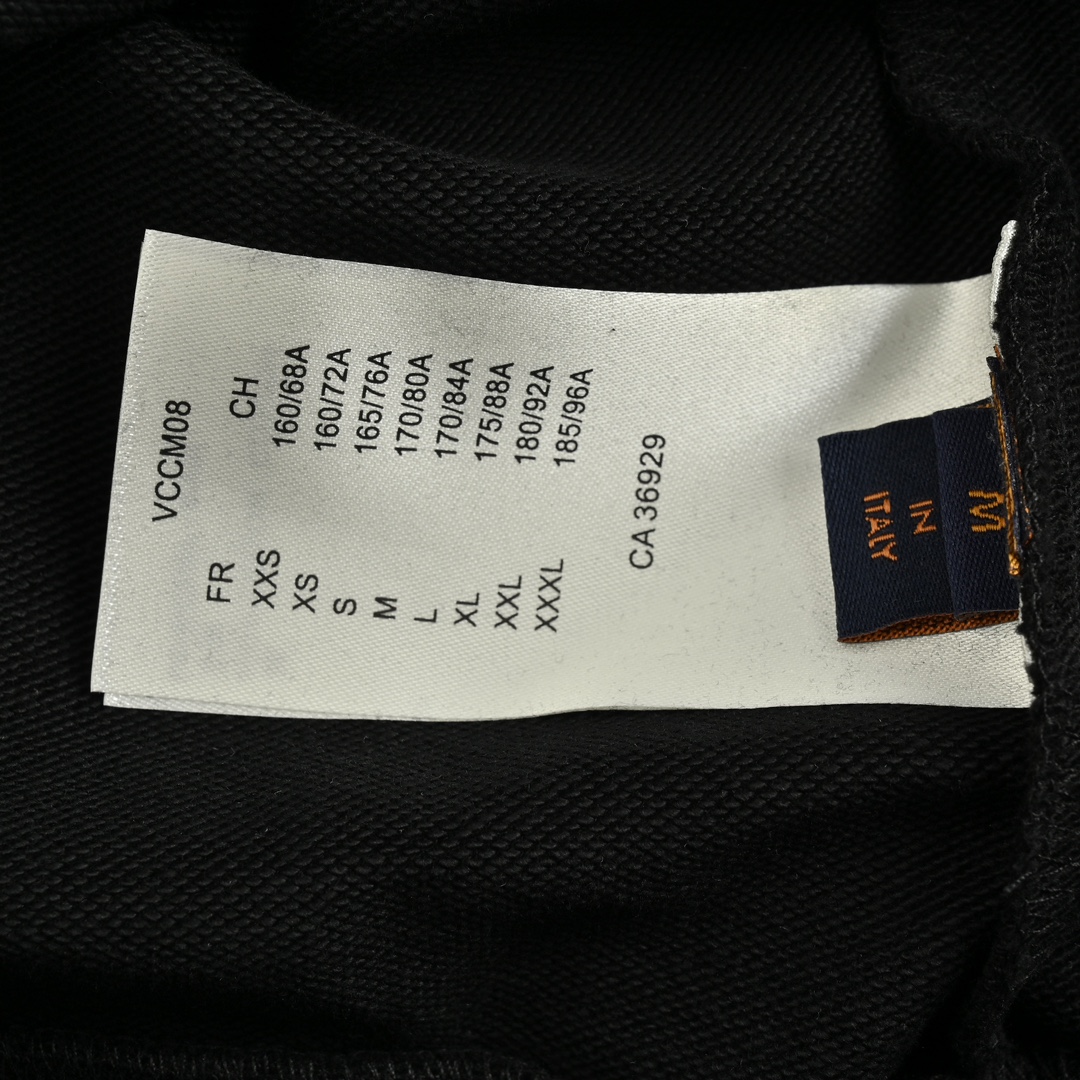 VCCM08
FR CH
XXS 160/68A
XS 160/72A
S 165/76A
M 170/80A
L 170/84A
XL 175/88A
XXL 180/92A
XXXL 185/96A
CA 36929
M
IN
ITALY